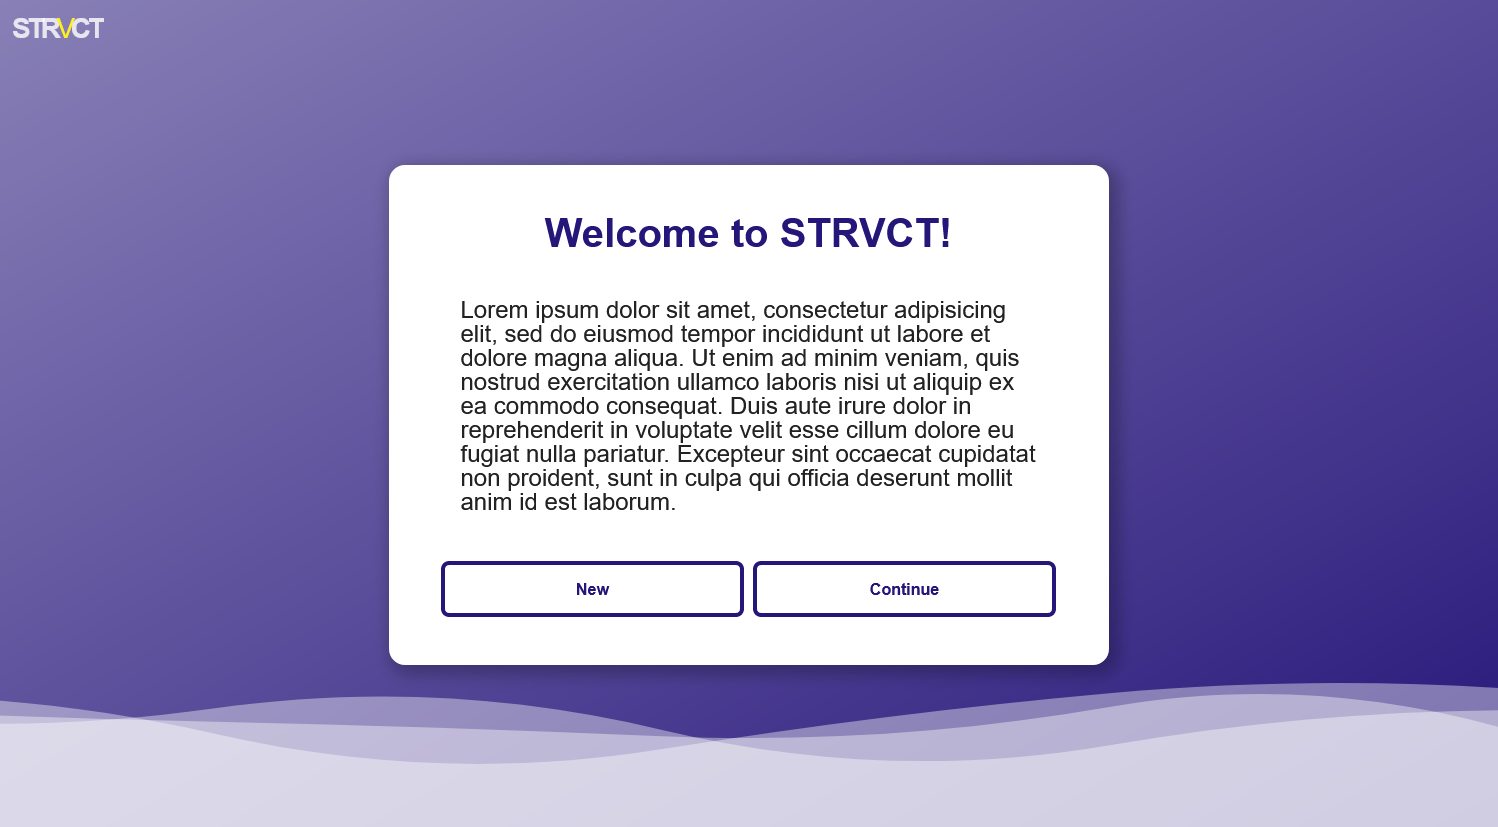 STRVCT
Welcome to STRVCT!
Lorem ipsum dolor sit amet, consectetur adipisicing
elit, sed do eiusmod tempor incididunt ut labore et
dolore magna aliqua. Ut enim ad minim veniam, quis
nostrud exercitation ullamco laboris nisi ut aliquip ex
ea commodo consequat. Duis aute irure dolor in
reprehenderit in voluptate velit esse cillum dolore eu
fugiat nulla pariatur. Excepteur sint occaecat cupidatat
non proident, sunt in culpa qui officia deserunt mollit
anim id est laborum.
New
Continue